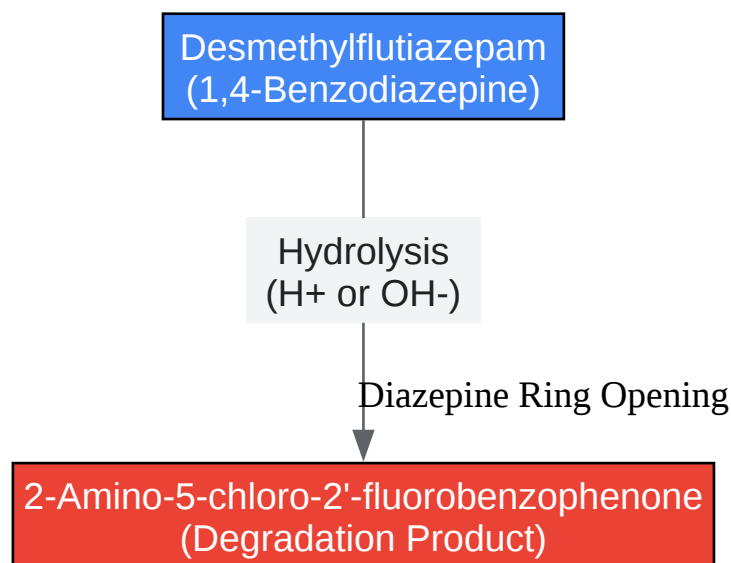 Desmethylflutiazepam
(1,4-Benzodiazepine)
Hydrolysis
(H+ or OH-)
Diazepine Ring Opening
2-Amino-5-chloro-2'-fluorobenzophenone
(Degradation Product)